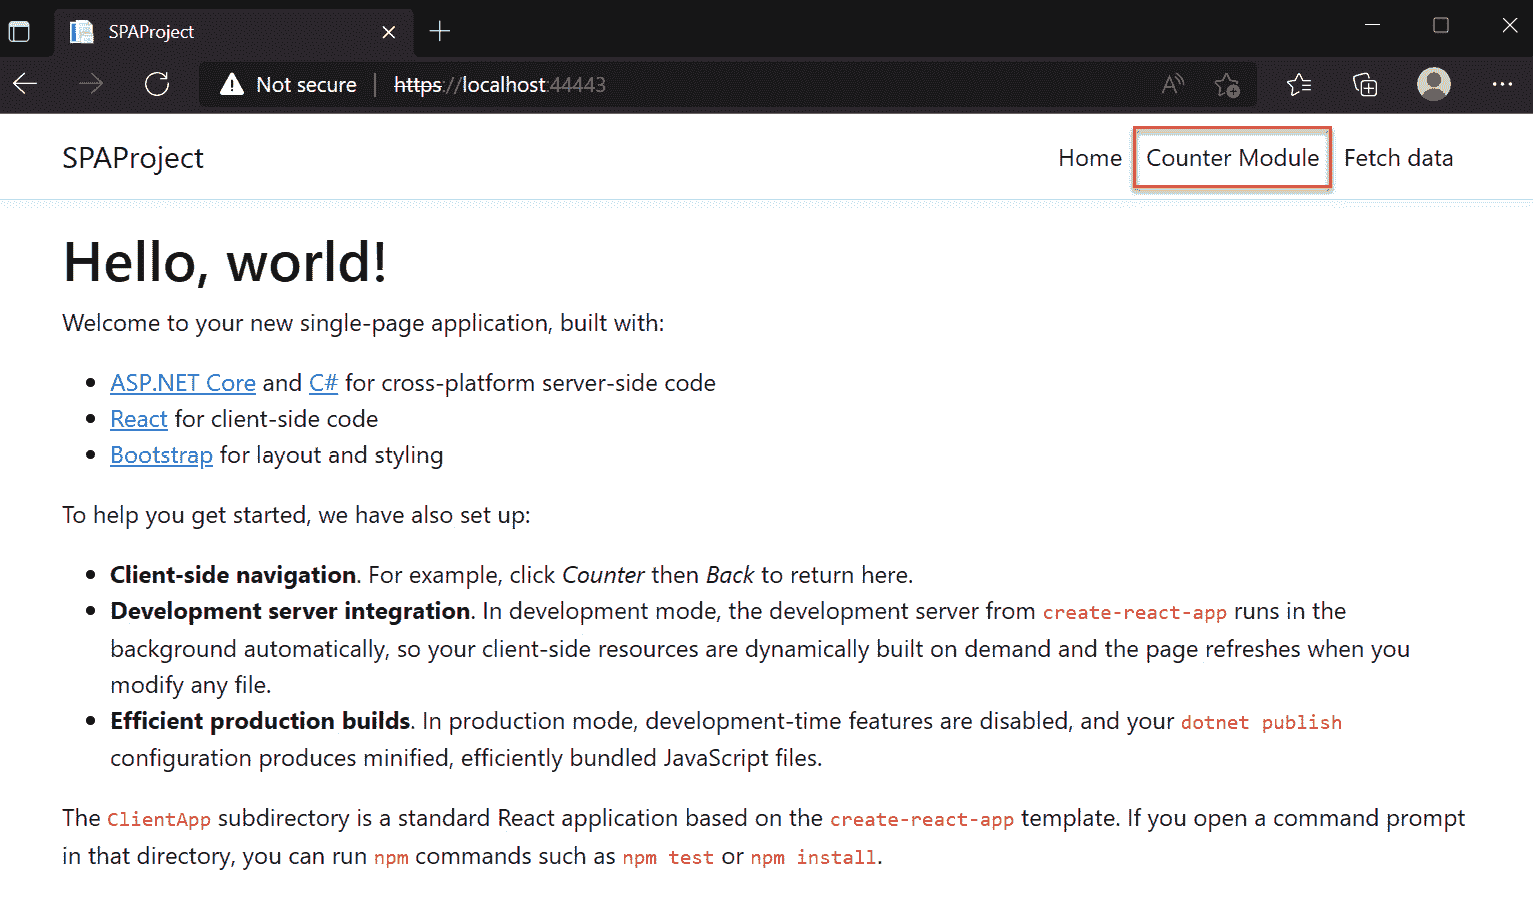 SPAProject
Not secure https://localhost:44443
SPAProject Home Counter Module Fetch data
Hello, world!
Welcome to your new single-page application, built with:
ASP.NET Core and C# for cross-platform server-side code
React for client-side code
Bootstrap for layout and styling
To help you get started, we have also set up:
Client-side navigation. For example, click Counter then Back to return here.
Development server integration. In development mode, the development server from create-react-app runs in the
background automatically, so your client-side resources are dynamically built on demand and the page refreshes when you
modify any file.
Efficient production builds. In production mode, development-time features are disabled, and your dotnet publish
configuration produces minified, efficiently bundled JavaScript files.
The ClientApp subdirectory is a standard React application based on the create-react-app template. If you open a command prompt
in that directory, you can run npm commands such as npm test or npm install.